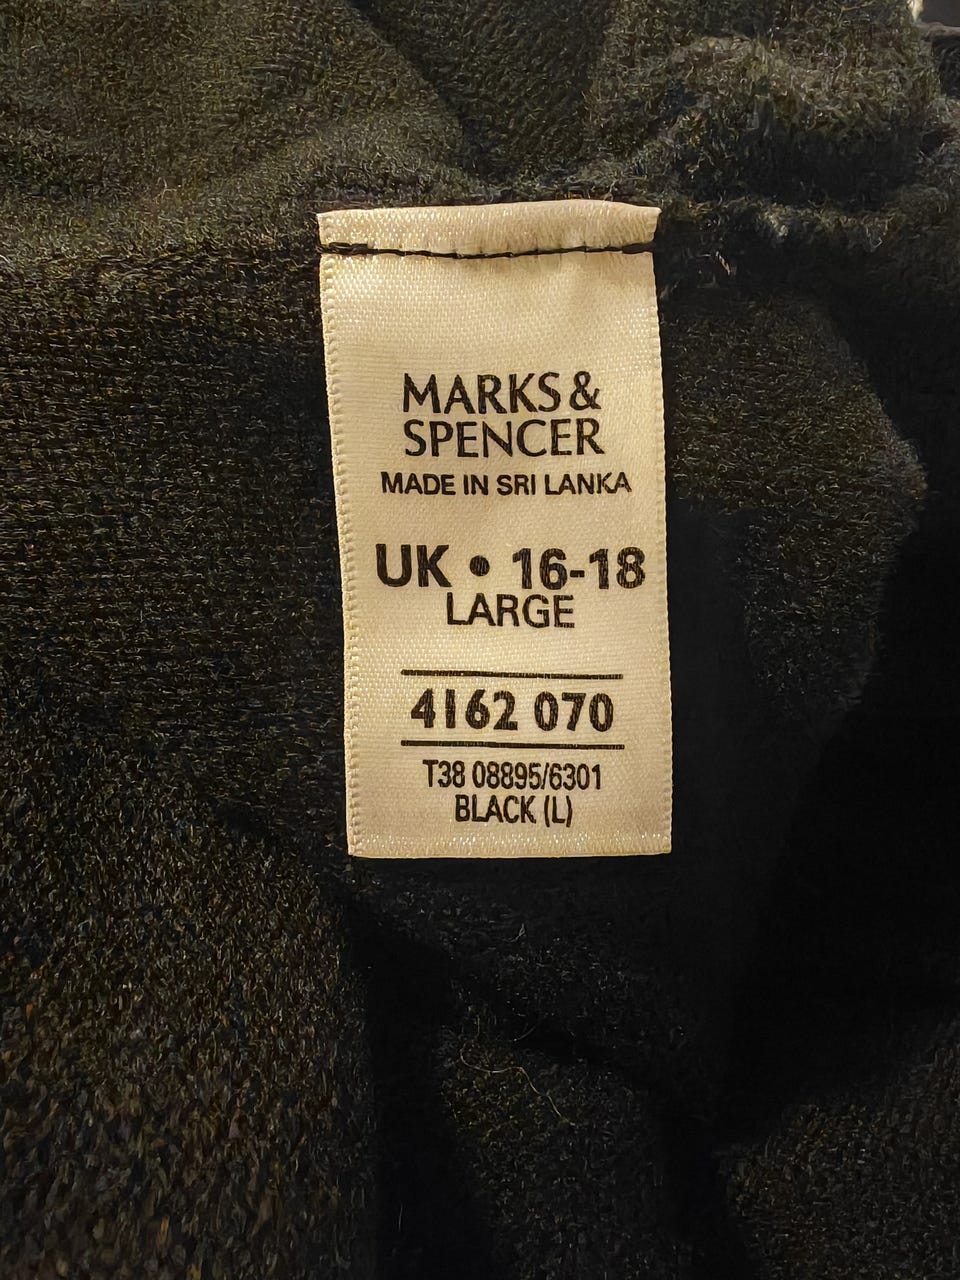 MARKS &
SPENCER
MADE IN SRI LANKA
UK • 16-18
LARGE
4162 070
T38 08895/6301
BLACK (L)